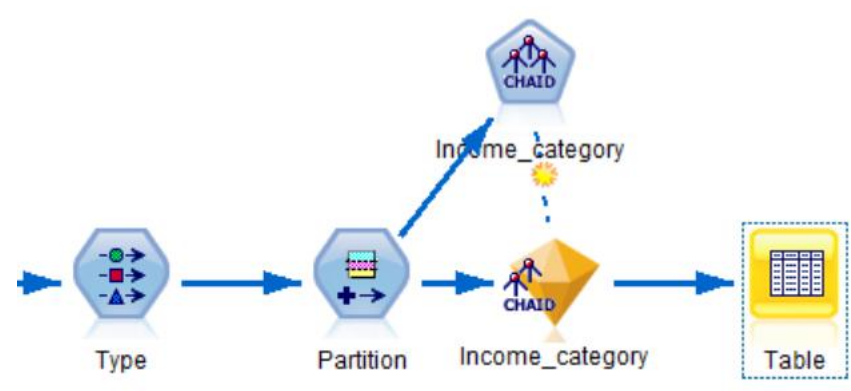 CHAID
Income_category
CHAID
Type
Partition
Income_category
Table